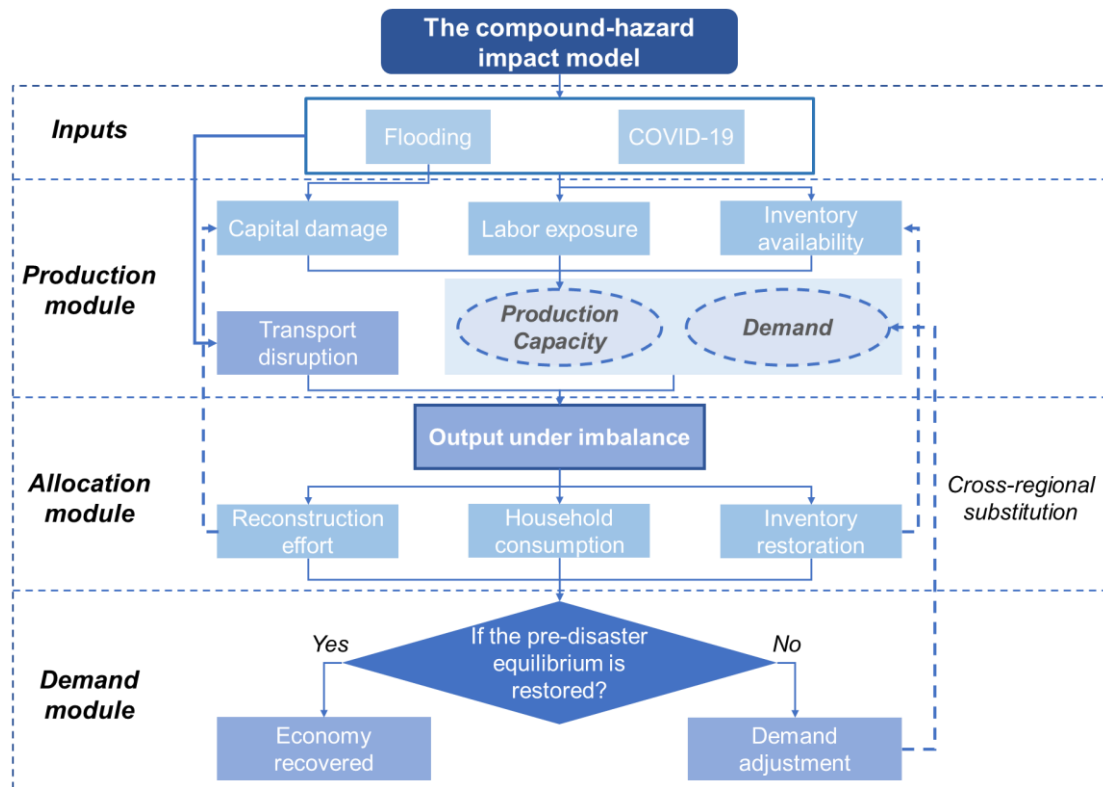 The compound-hazard
impact model
Inputs
Flooding
COVID-19
Production
module
Capital damage
Labor exposure
Inventory
availability
Transport
disruption
Production
Capacity
Demand
Allocation
module
Output under imbalance
Reconstruction
effort
Household
consumption
Inventory
restoration
Cross-regional
substitution
Demand
module
Yes
If the pre-disaster
equilibrium is
restored?
No
Economy
recovered
Demand
adjustment